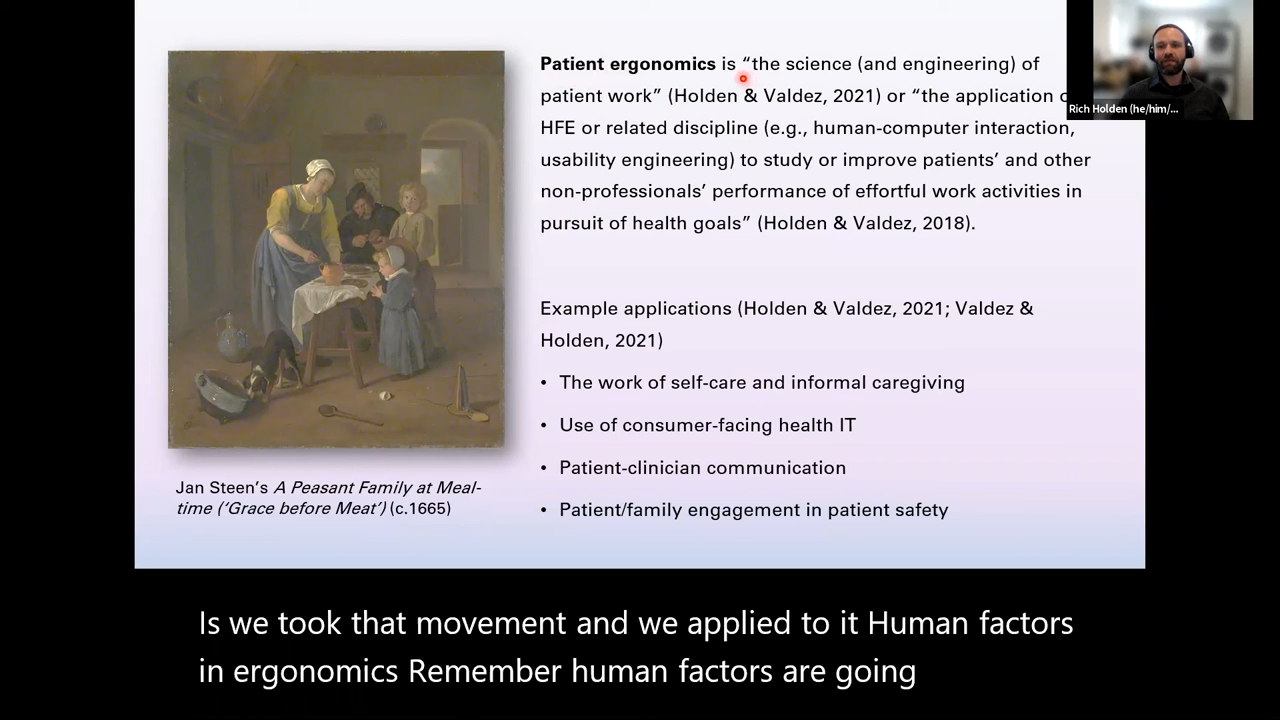 Patient ergonomics is “the science (and engineering) of
patient work” (Holden & Valdez, 2021) or “the application
HFE or related discipline (e.g., human-computer interaction,
usability engineering) to study or improve patients’ and other
non-professionals’ performance of effortful work activities in
pursuit of health goals” (Holden & Valdez, 2018).
Example applications (Holden & Valdez, 2021; Valdez &
Holden, 2021)
• The work of self-care and informal caregiving
• Use of consumer-facing health IT
• Patient-clinician communication
• Patient/family engagement in patient safety
Jan Steen’s A Peasant Family at Meal-
time (‘Grace before Meat’) (c.1665)
Rich Holden (he/him/...
Is we took that movement and we applied to it Human factors
in ergonomics Remember human factors are going